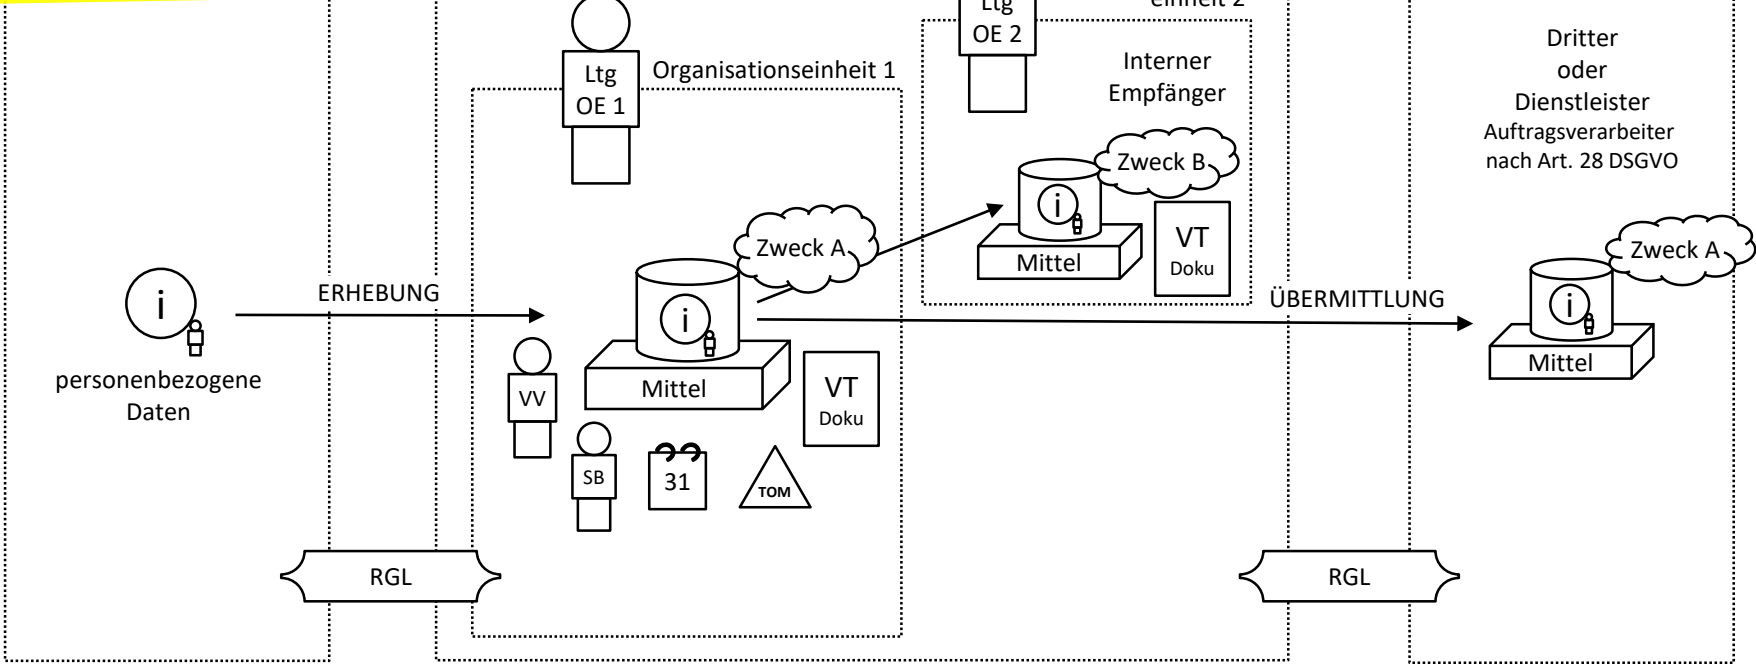 personenbezogene
Daten
ERHEBUNG
Ltg
OE 1
Organisationseinheit 1
Zweck A
i
i
Mittel
VV
VT
Doku
SB
31
TOM
RGL
einheit 2
Ltg
OE 2
Interner
Empfänger
Zweck B
i
Mittel
VT
Doku
ÜBERMITTLUNG
RGL
Dritter
oder
Dienstleister
Auftragsverarbeiter
nach Art. 28 DSGVO
Zweck A
i
Mittel